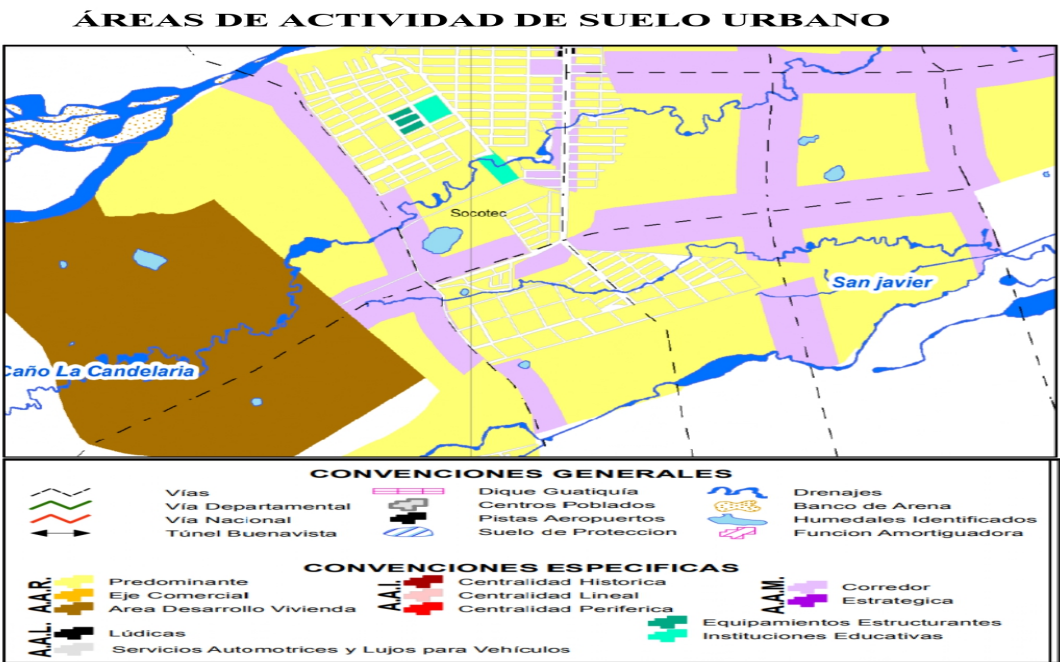 ÁREAS DE ACTIVIDAD DE SUELO URBANO
Socotec
San javier
Caño La Candelaria
CONVENCIONES GENERALES
Vías
Vía Departamental
Vía Nacional
Túnel Buenavista
Dique Guatiquía
Centros Poblados
Pistas Aeropuertos
Suelo de Proteccion
Drenajes
Banco de Arena
Humedales Identificados
Funcion Amortiguadora
CONVENCIONES ESPECIFICAS
A.A.R.
Predominante
Eje Comercial
Area Desarrollo Vivienda
A.A.I.
Centralidad Historica
Centralidad Lineal
Centralidad Periferica
A.A.M.
Corredor
Estrategica
A.A.L.
Lúdicas
Servicios Automotrices y Lujos para Vehículos
Equipamientos Estructurantes
Instituciones Educativas